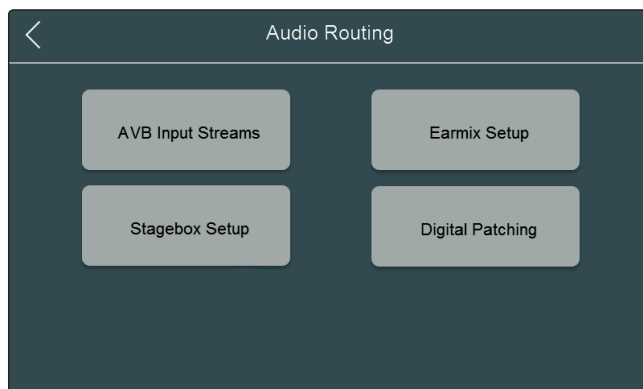 Audio Routing
AVB Input Streams
Earmix Setup
Stagebox Setup
Digital Patching